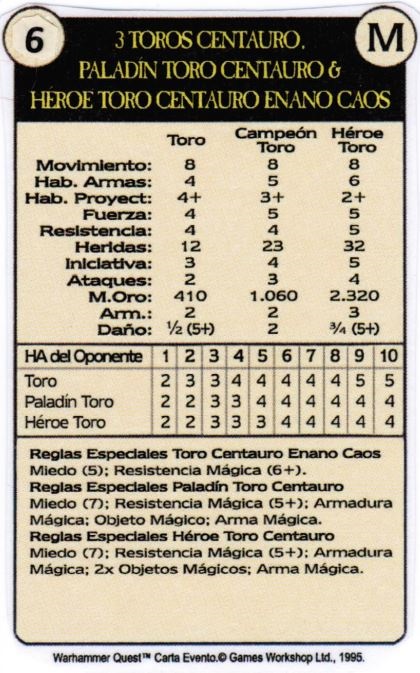 6
3 TOROS CENTAURO,
M
PALADÍN TORO CENTAURO &
HÉROE TORO CENTAURO ENANO CAOS
Toro Campeón Toro Héroe Toro
Movimiento: 8 8 8
Hab. Armas: 4 5 6
Hab. Proyect: 4+ 3+ 2+
Fuerza: 4 5 5
Resistencia: 4 4 5
Heridas: 12 23 32
Iniciativa: 3 4 5
Ataques: 2 3 4
M.Oro: 410 1.060 2.320
Arm.: 2 2 3
Daño: ½ (5+) 2 ¾ (5+)
HA del Oponente 1 2 3 4 5 6 7 8 9 10
Toro 2 3 3 4 4 4 4 4 5 5
Paladín Toro 2 2 3 3 4 4 4 4 4 4
Héroe Toro 2 2 3 3 3 4 4 4 4 4
Reglas Especiales Toro Centauro Enano Caos
Miedo (5); Resistencia Mágica (6+).
Reglas Especiales Paladín Toro Centauro
Miedo (7); Resistencia Mágica (5+); Armadura
Mágica; Objeto Mágico; Arma Mágica.
Reglas Especiales Héroe Toro Centauro
Miedo (7); Resistencia Mágica (5+); Armadura
Mágica; 2x Objetos Mágicos; Arma Mágica.
Warhammer Quest™ Carta Evento.© Games Workshop Ltd., 1995.